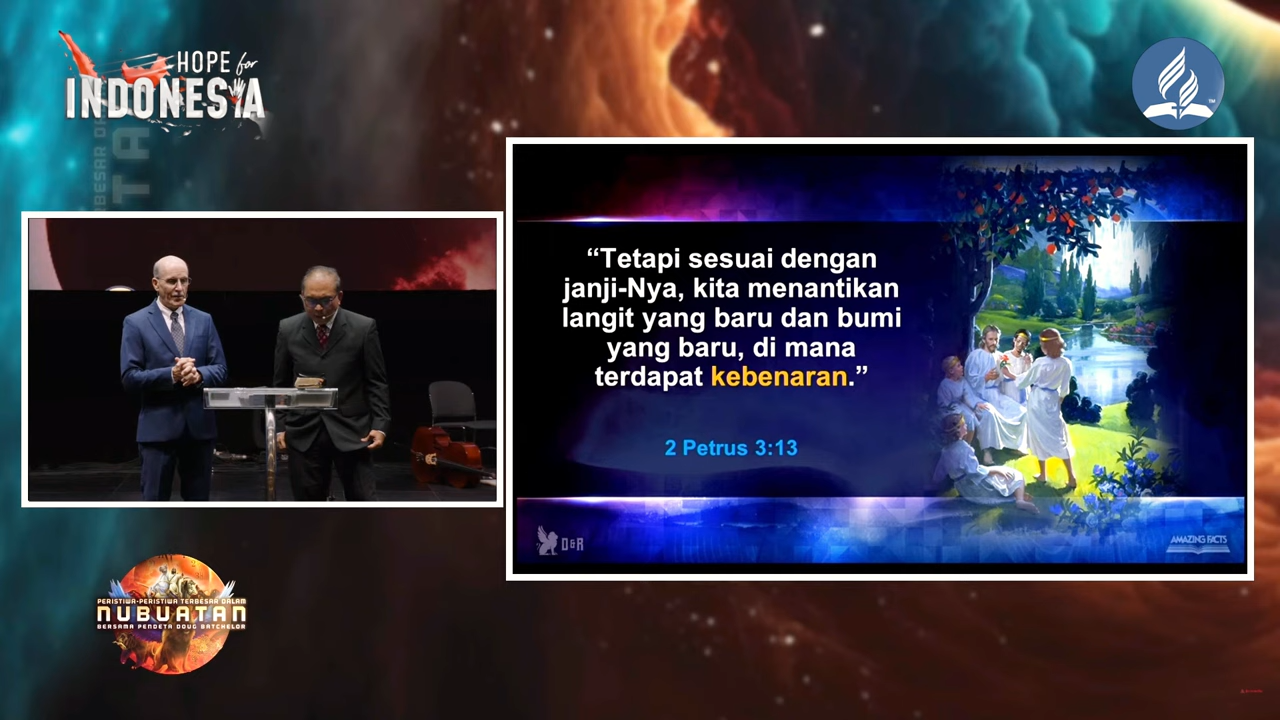 HOPE for
INDONESIA
“Tetapi sesuai dengan
janji-Nya, kita menantikan
langit yang baru dan bumi
yang baru, di mana
terdapat kebenaran.”
2 Petrus 3:13
D&R
AMAZING FACTS
PERISTIWA-PERISTIWA TERBESAR DALAM
NUBUATAN
BERSAMA PENDETA DOUG BATCHELOR